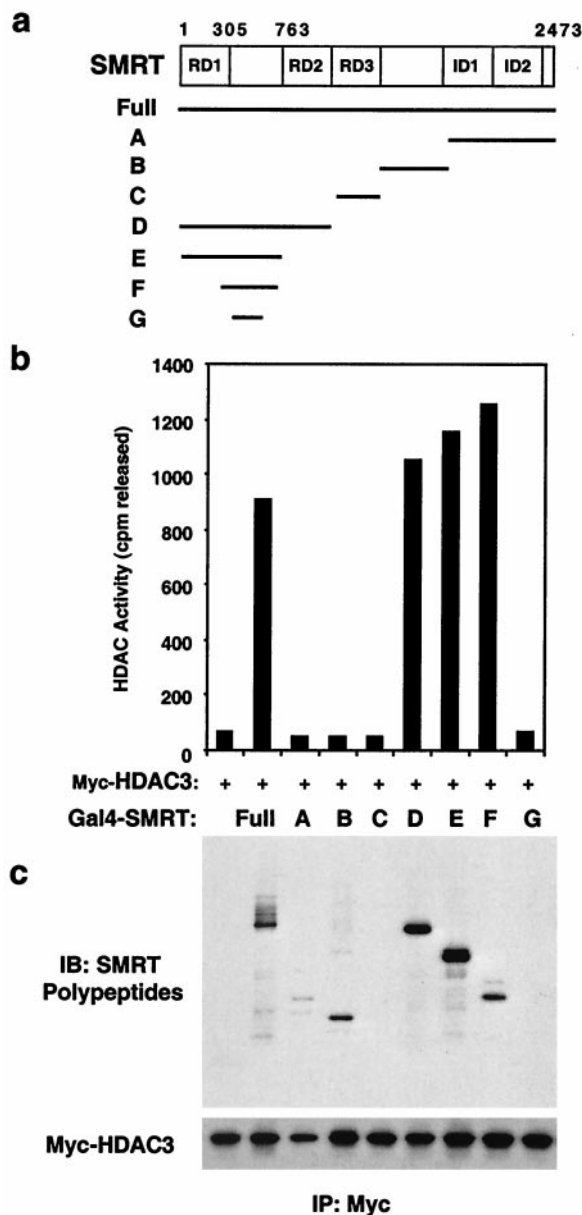 a
1 305 763 2473
SMRT RD1 RD2 RD3 ID1 ID2
Full
A
B
C
D
E
F
G
b
1400
1200
1000
800
600
400
200
0
HDAC Activity (cpm released)
Myc-HDAC3: + + + + + + + + +
Gal4-SMRT: Full A B C D E F G
c
IB: SMRT
Polypeptides
Myc-HDAC3
IP: Myc